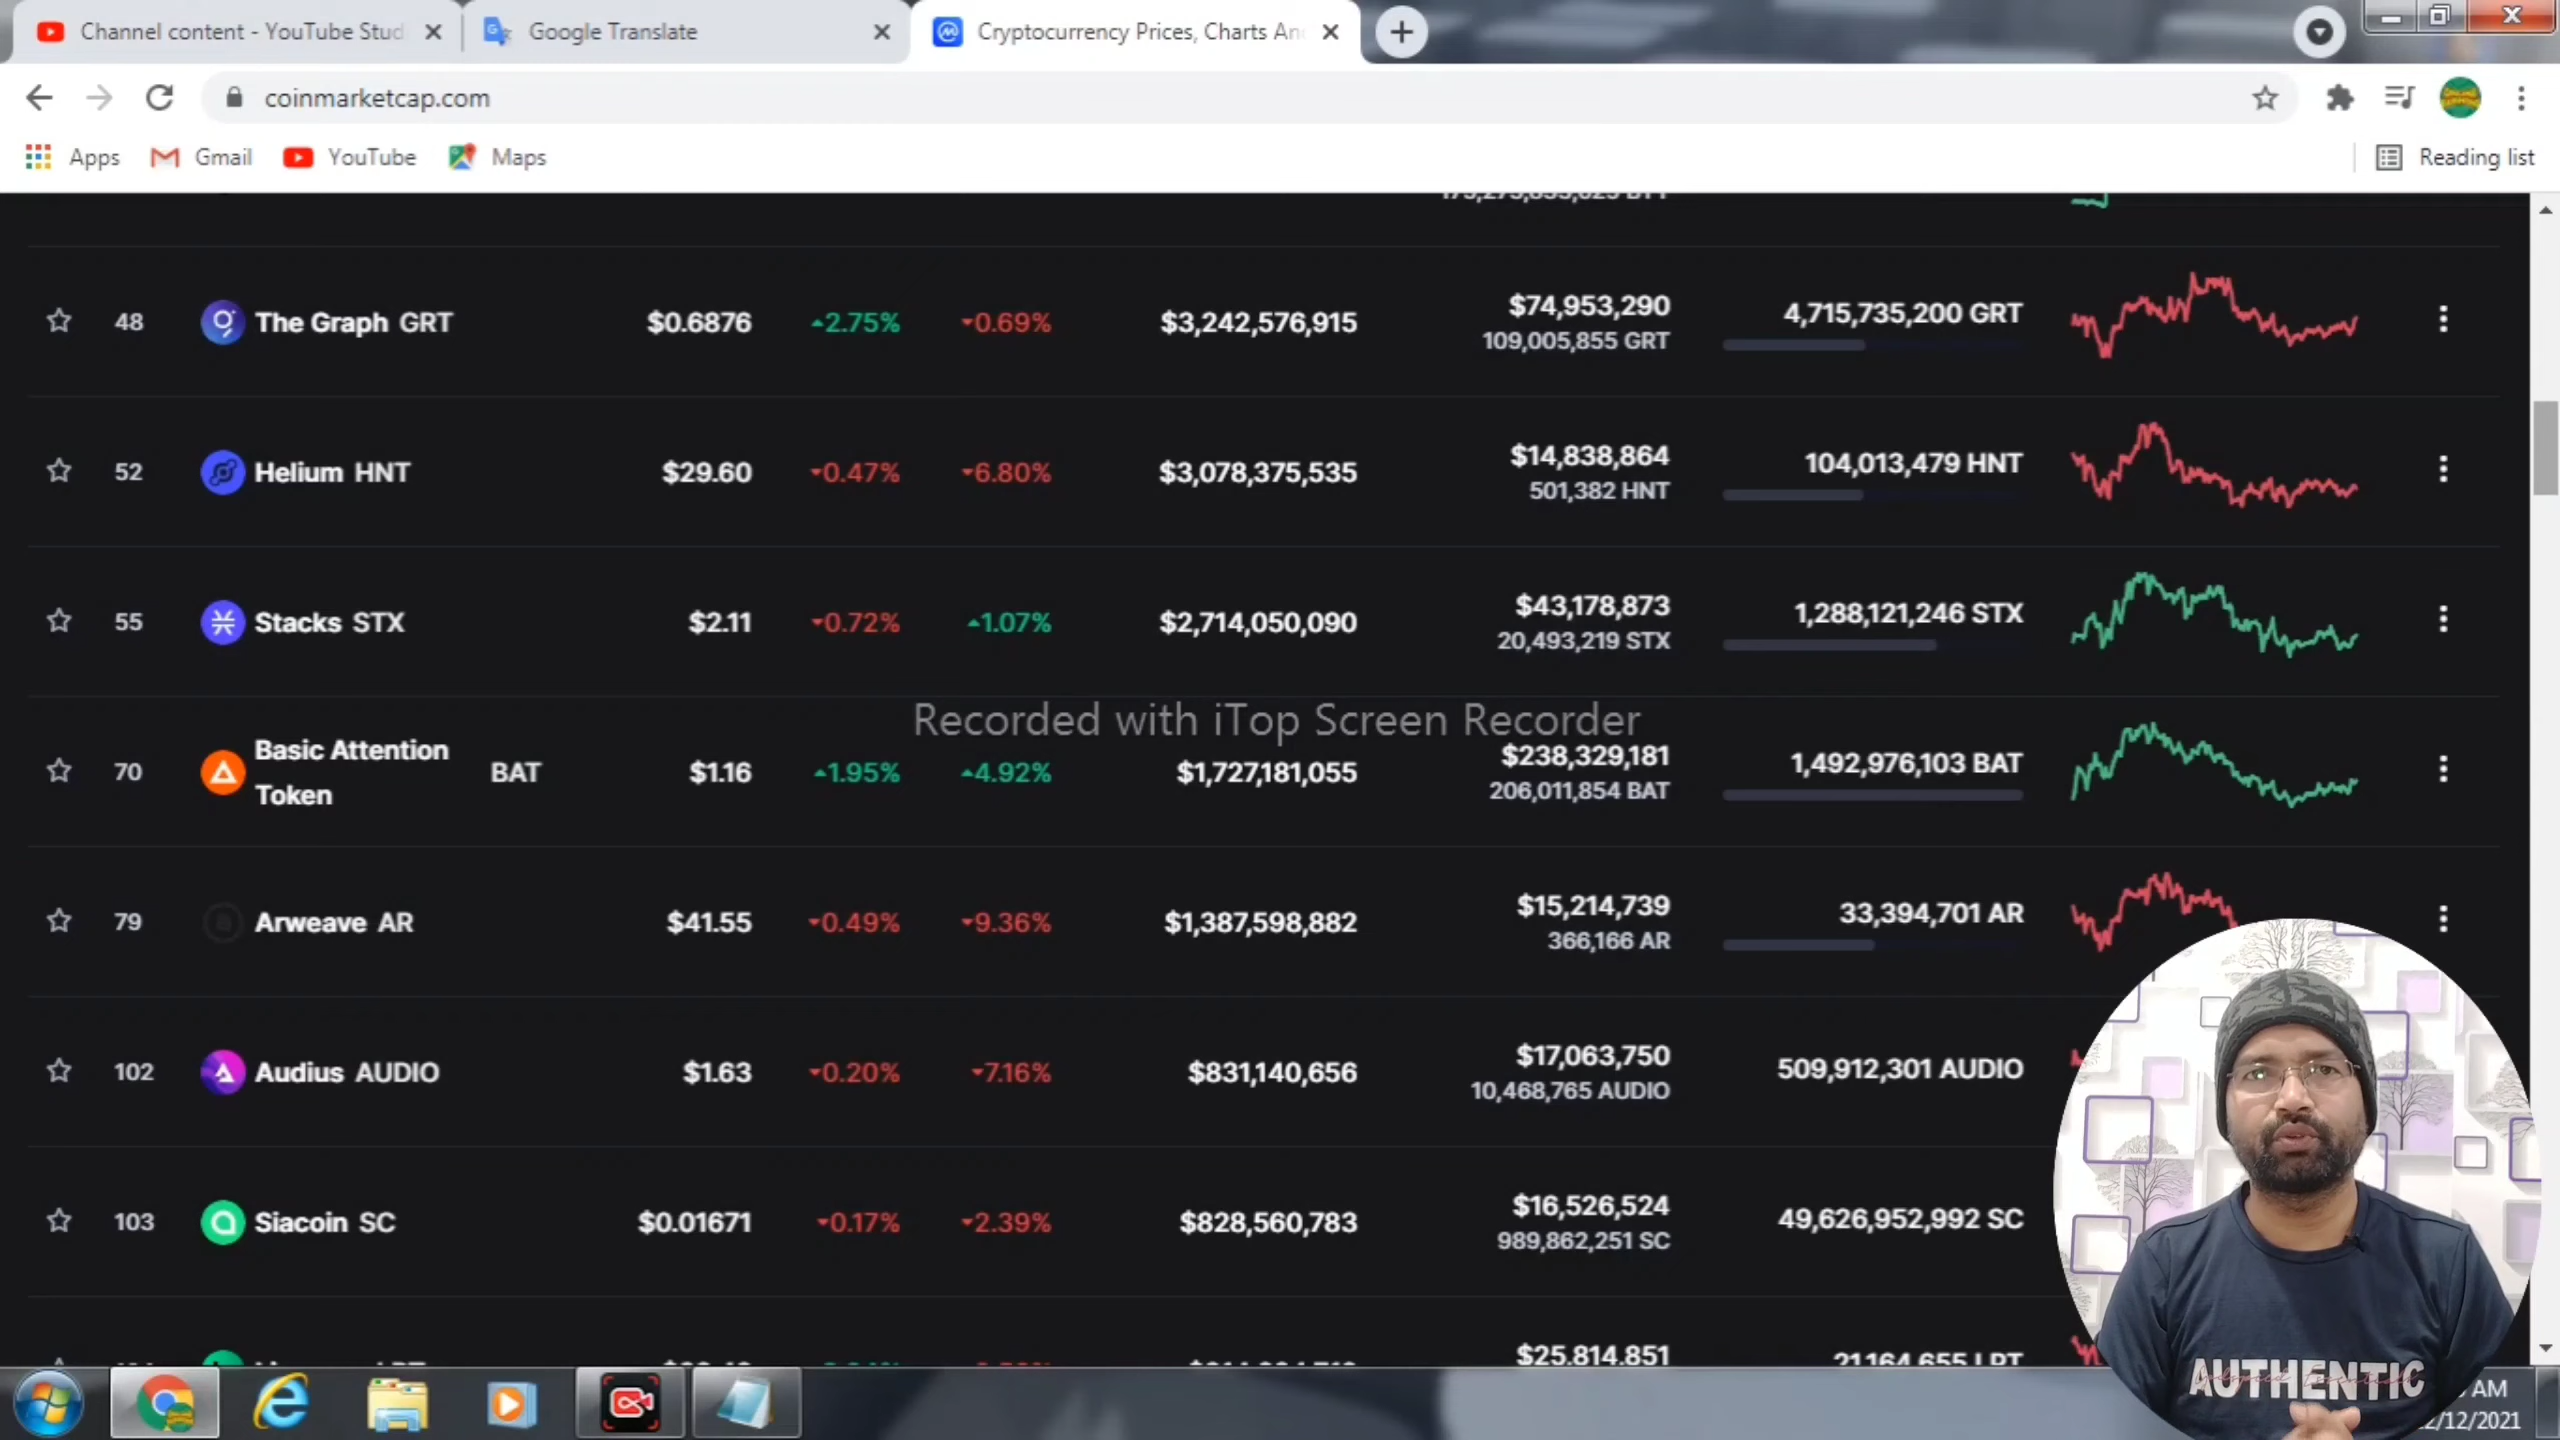 Channel content - YouTube Stud
Google Translate
Cryptocurrency Prices, Charts An
coinmarketcap.com
Apps
Gmail
YouTube
Maps
Reading list
48 The Graph GRT $0.6876 2.75% 0.69% $3,242,576,915 $74,953,290 4,715,735,200 GRT
109,005,855 GRT
52 Helium HNT $29.60 0.47% 6.80% $3,078,375,535 $14,838,864 104,013,479 HNT
501,382 HNT
55 Stacks STX $2.11 0.72% 1.07% $2,714,050,090 $43,178,873 1,288,121,246 STX
20,493,219 STX
Recorded with iTop Screen Recorder
70 Basic Attention
Token BAT $1.16 1.95% 4.92% $1,727,181,055 $238,329,181 1,492,976,103 BAT
206,011,854 BAT
79 Arweave AR $41.55 0.49% 9.36% $1,387,598,882 $15,214,739 33,394,701 AR
366,166 AR
102 Audius AUDIO $1.63 0.20% 7.16% $831,140,656 $17,063,750 509,912,301 AUDIO
10,468,765 AUDIO
103 Siacoin SC $0.01671 0.17% 2.39% $828,560,783 $16,526,524 49,626,952,992 SC
989,862,251 SC
$25,814,851 21,164,655 LPT
AUTHENTIC
AM
/12/2021